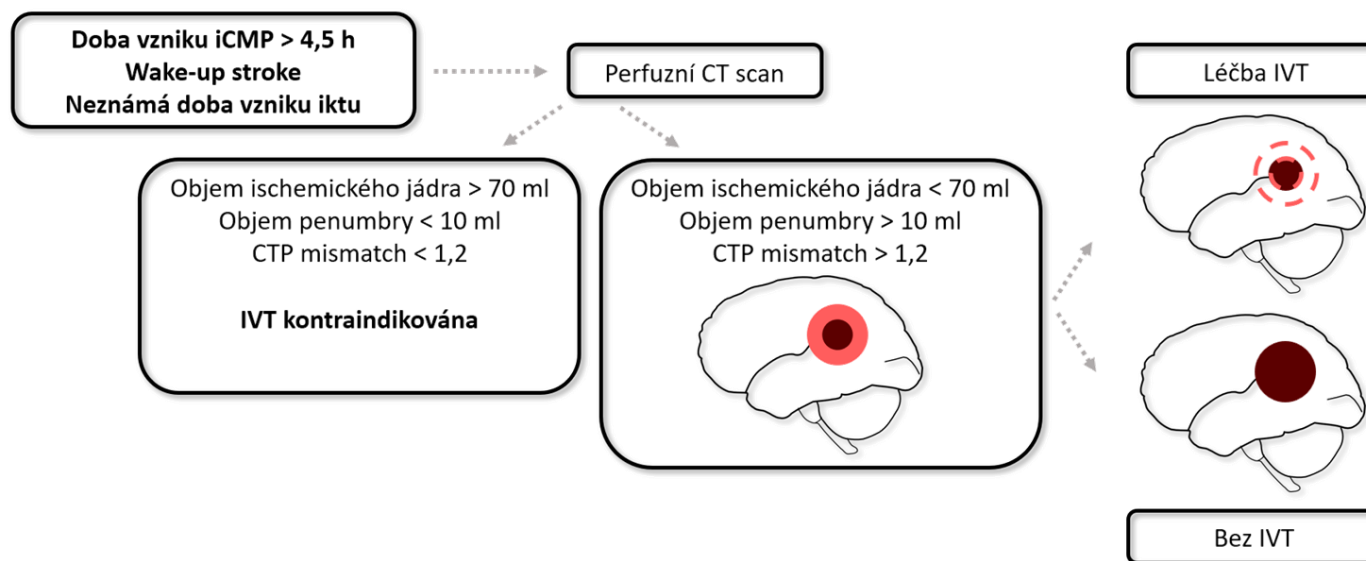 Doba vzniku iCMP > 4,5 h
Wake-up stroke
Neznámá doba vzniku iktu
Perfuzní CT scan
Léčba IVT
Objem ischemického jádra > 70 ml
Objem penumbry < 10 ml
CTP mismatch < 1,2
IVT kontraindikována
Objem ischemického jádra < 70 ml
Objem penumbry > 10 ml
CTP mismatch > 1,2
Bez IVT